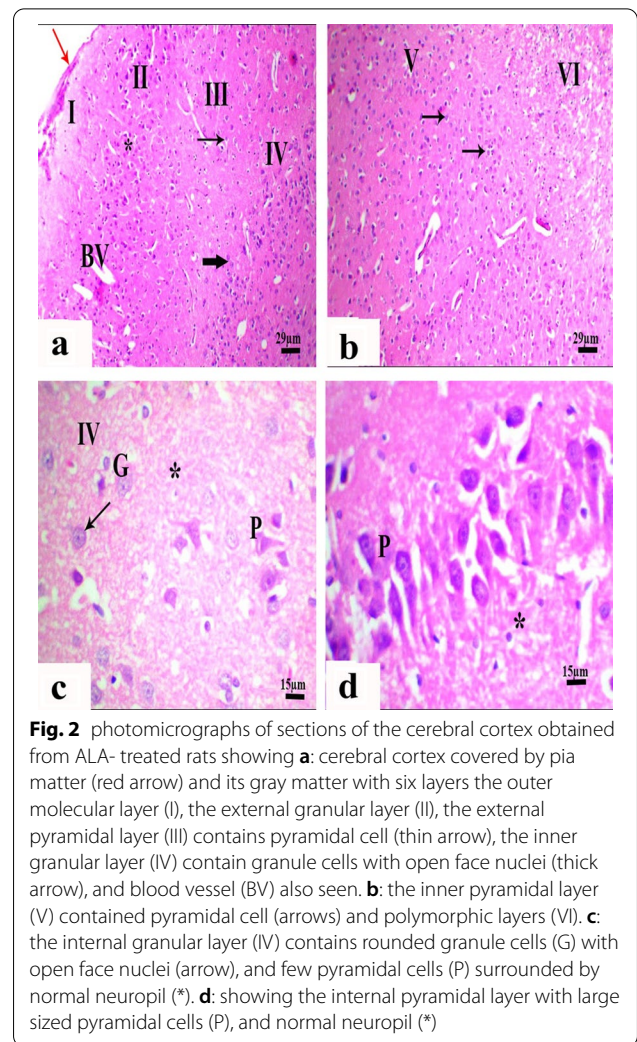 I II III IV
*
BV
a 29µm
V VI
b 29µm
IV
G * P
c 15µm
P
*
d 15µm
Fig. 2 photomicrographs of sections of the cerebral cortex obtained
from ALA- treated rats showing a: cerebral cortex covered by pia
matter (red arrow) and its gray matter with six layers the outer
molecular layer (I), the external granular layer (II), the external
pyramidal layer (III) contains pyramidal cell (thin arrow), the inner
granular layer (IV) contain granule cells with open face nuclei (thick
arrow), and blood vessel (BV) also seen. b: the inner pyramidal layer
(V) contained pyramidal cell (arrows) and polymorphic layers (VI). c:
the internal granular layer (IV) contains rounded granule cells (G) with
open face nuclei (arrow), and few pyramidal cells (P) surrounded by
normal neuropil (*). d: showing the internal pyramidal layer with large
sized pyramidal cells (P), and normal neuropil (*)